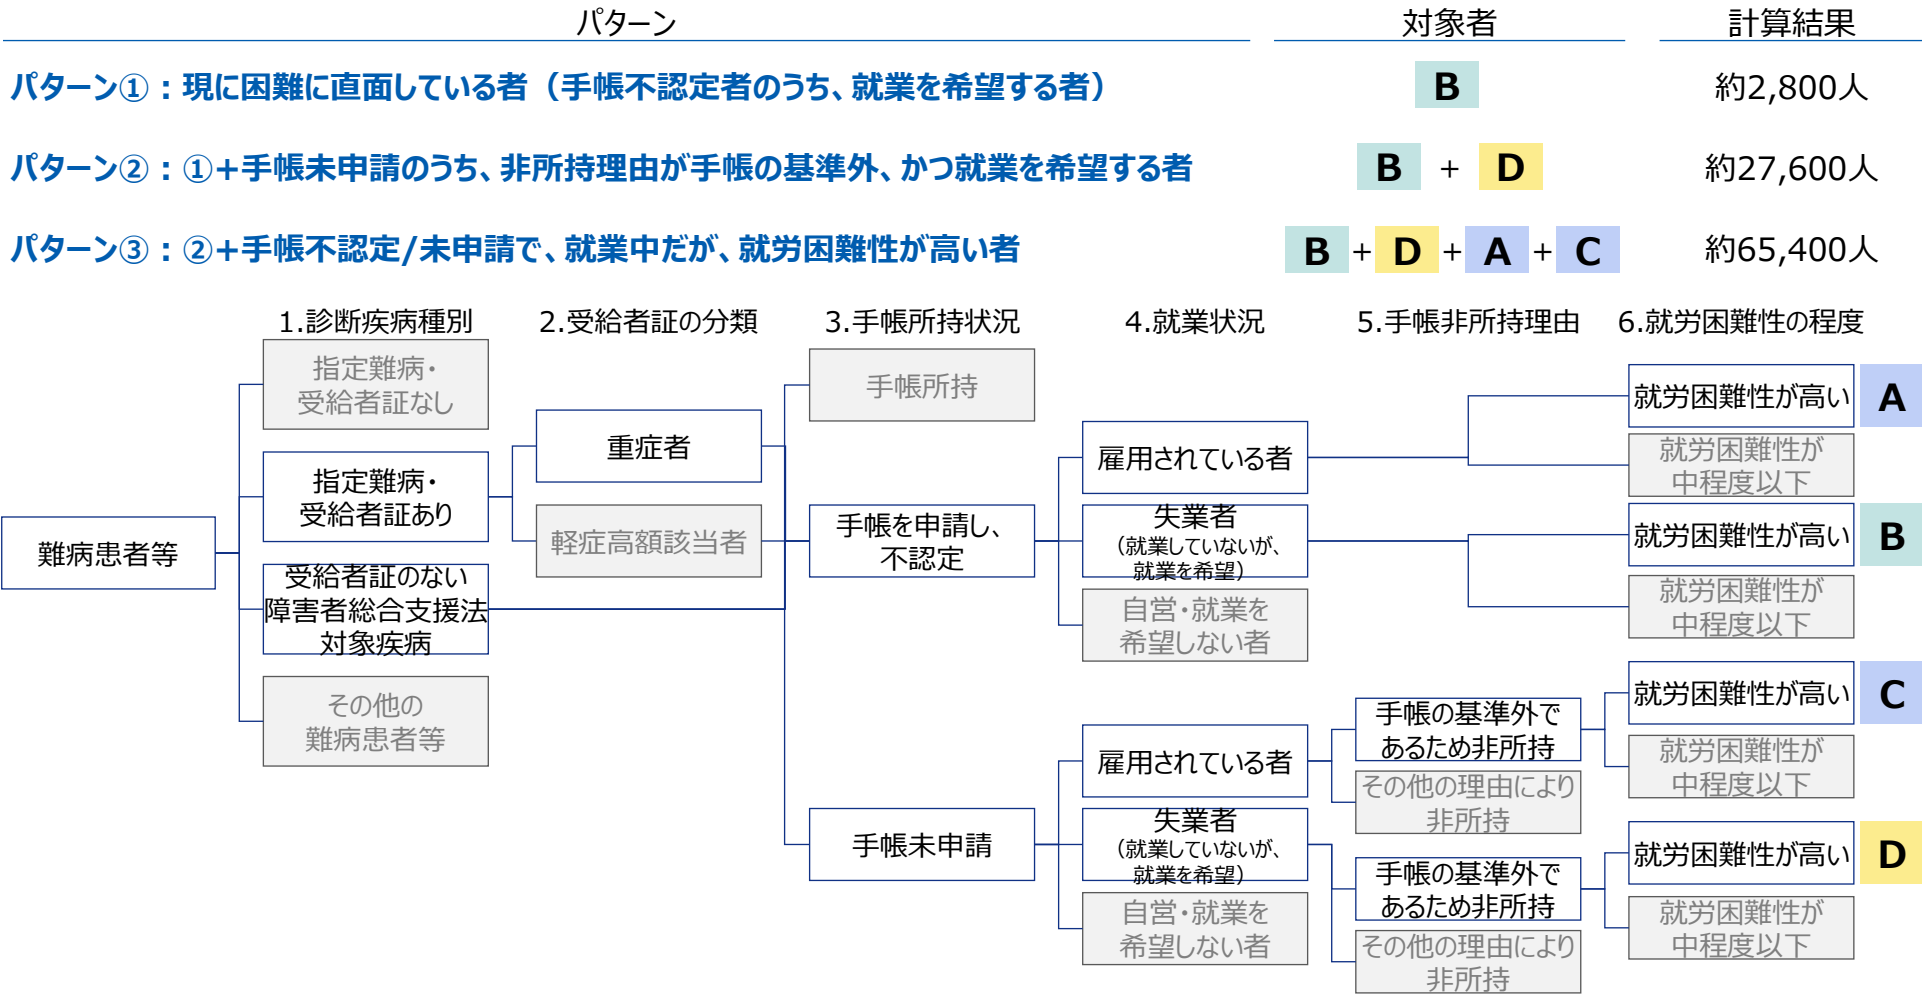 パターン 対象者 計算結果
パターン①：現に困難に直面している者（手帳不認定者のうち、就業を希望する者） B 約2,800人
パターン②：①+手帳未申請のうち、非所持理由が手帳の基準外、かつ就業を希望する者 B + D 約27,600人
パターン③：②+手帳不認定/未申請で、就業中だが、就労困難性が高い者 B + D + A + C 約65,400人
1.診断疾病種別 2.受給者証の分類 3.手帳所持状況 4.就業状況 5.手帳非所持理由 6.就労困難性の程度
難病患者等
指定難病・
受給者証なし
指定難病・
受給者証あり
受給者証のない
障害者総合支援法
対象疾病
その他の
難病患者等
重症者
軽症高額該当者
手帳所持
手帳を申請し、
不認定
手帳未申請
雇用されている者
失業者
（就業していないが、
就業を希望）
自営・就業を
希望しない者
雇用されている者
失業者
（就業していないが、
就業を希望）
自営・就業を
希望しない者
手帳の基準外で
あるため非所持
その他の理由により
非所持
手帳の基準外で
あるため非所持
その他の理由により
非所持
就労困難性が高い A
就労困難性が
中程度以下
就労困難性が高い B
就労困難性が
中程度以下
就労困難性が高い C
就労困難性が
中程度以下
就労困難性が高い D
就労困難性が
中程度以下